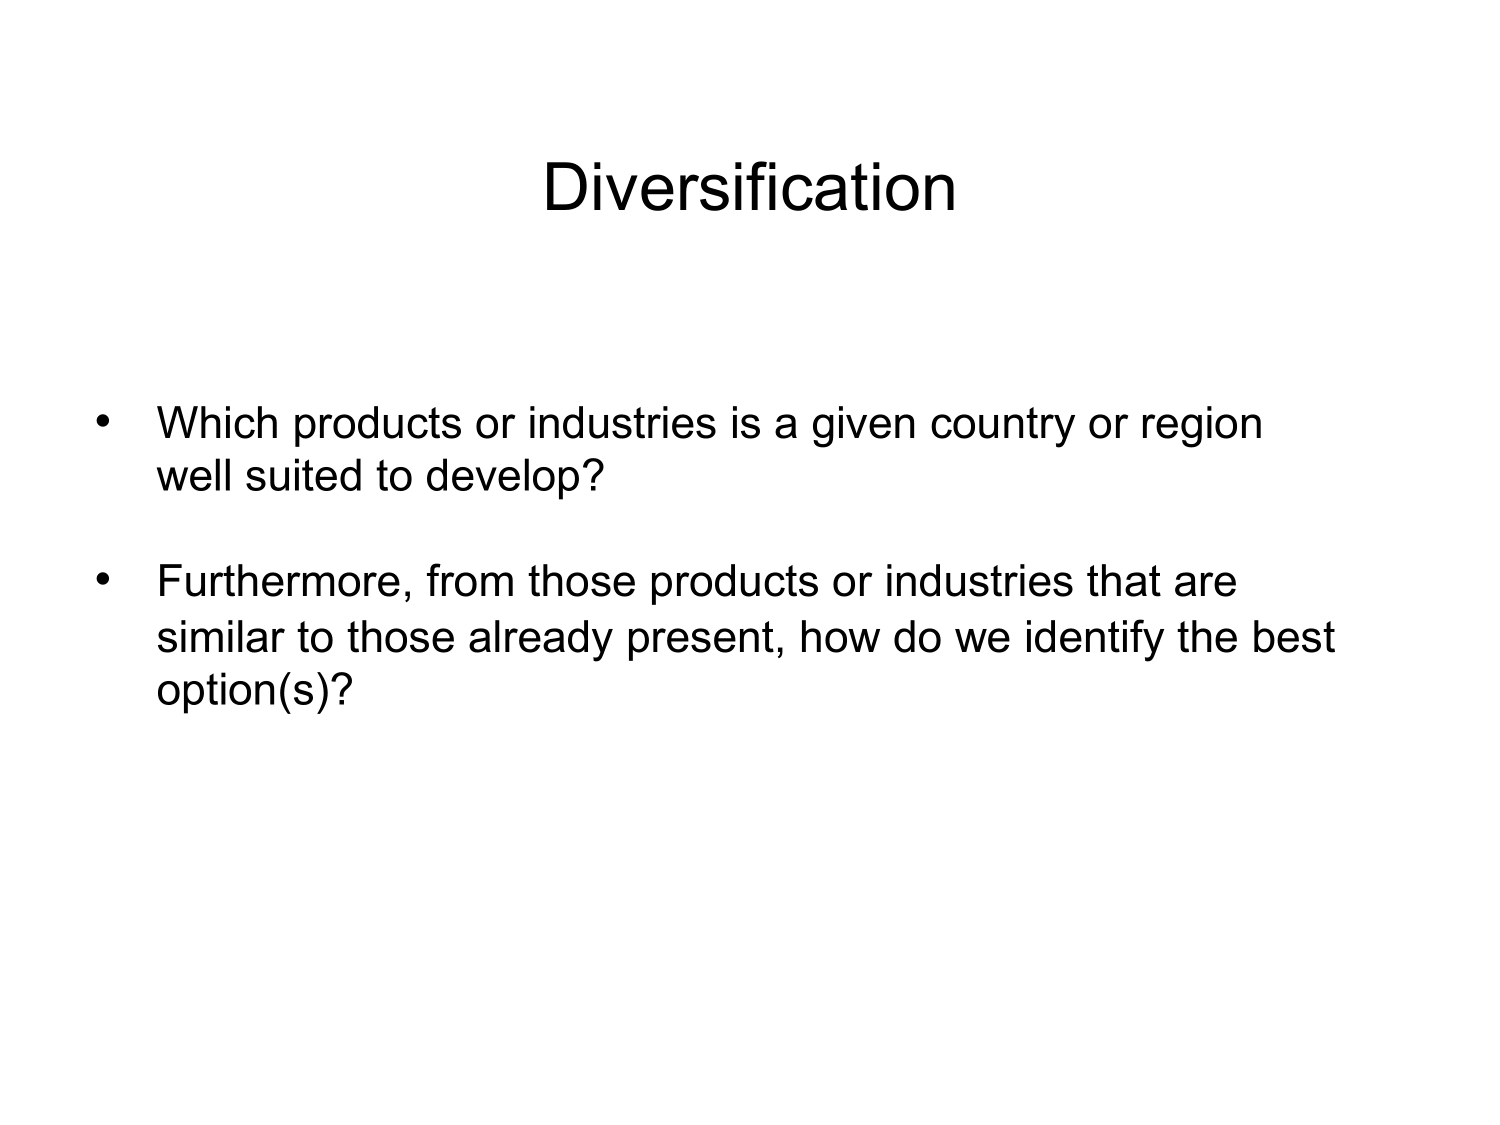 Diversification
• Which products or industries is a given country or region
well suited to develop?
• Furthermore, from those products or industries that are
similar to those already present, how do we identify the best
option(s)?